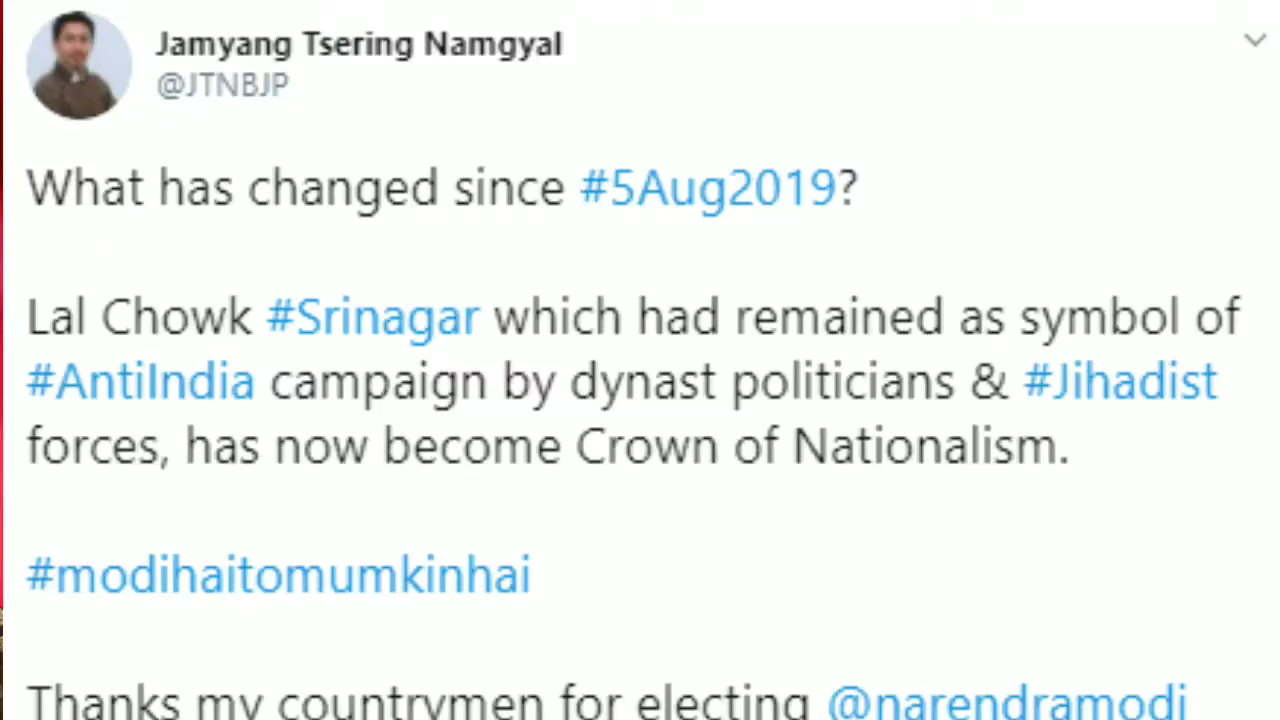 Jamyang Tsering Namgyal
@JTNBJP
What has changed since #5Aug2019?
Lal Chowk #Srinagar which had remained as symbol of
#AntiIndia campaign by dynast politicians & #Jihadist
forces, has now become Crown of Nationalism.
#modihaitomumkinhai
Thanks my countrymen for electing @narendramodi